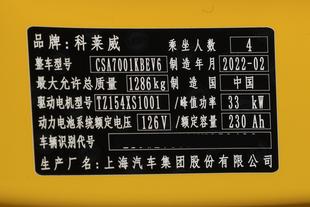 品牌：科莱威 乘坐人数 4
整车型号 CSA7001KBEV6 制造年月 2022-02
最大允许总质量 1286kg 制造国 中国
驱动电机型号 TZ154XS1001 /峰值功率 33 kW
动力电池系统额定电压 126V /额定容量 230 Ah
车辆识别代号
生产厂名：上海汽车集团股份有限公司